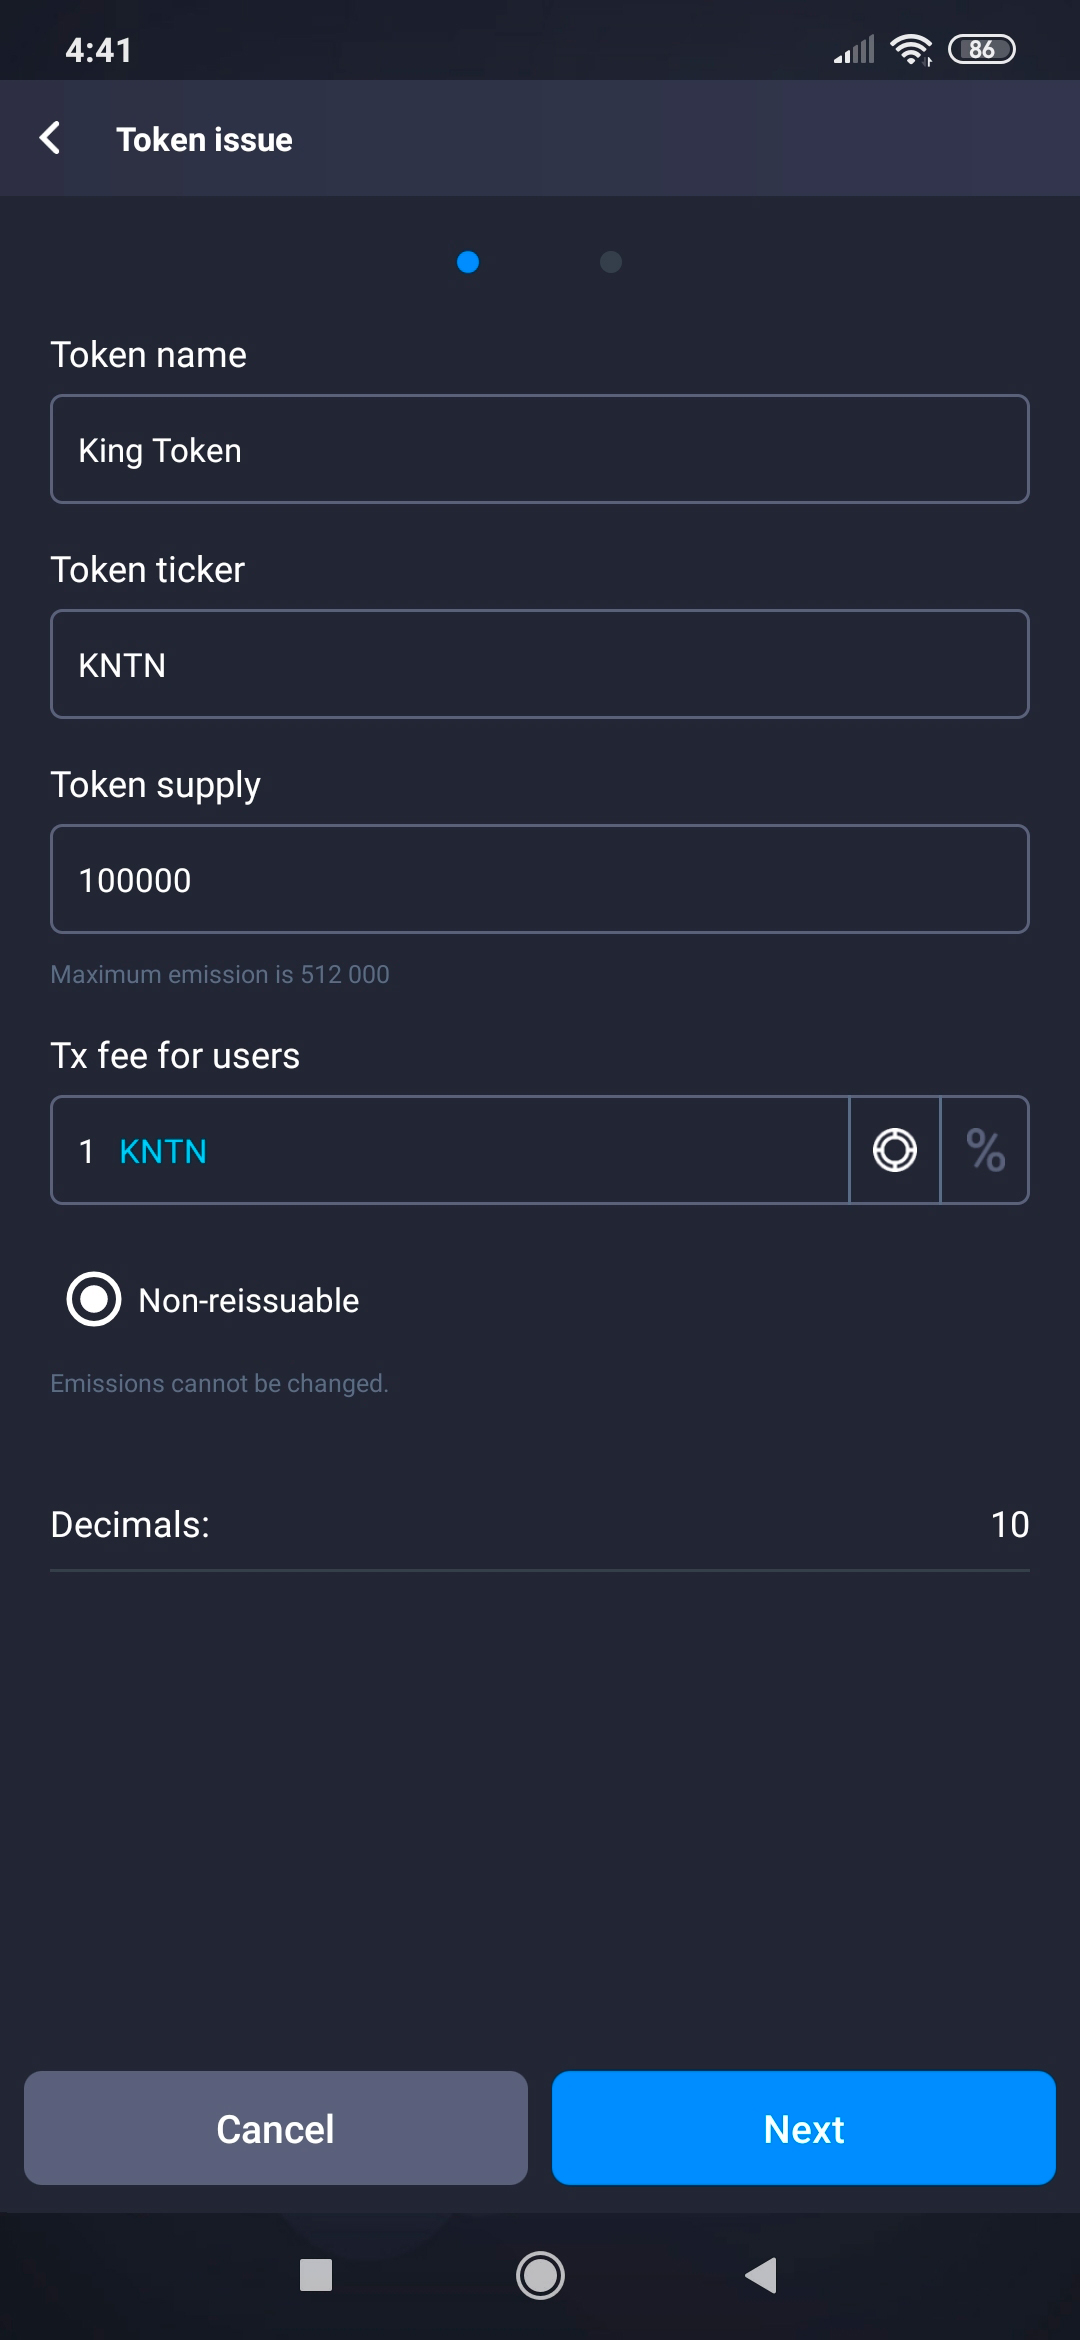 4:41
86
Token issue
Token name
King Token
Token ticker
KNTN
Token supply
100000
Maximum emission is 512 000
Tx fee for users
1 KNTN %
Non-reissuable
Emissions cannot be changed.
Decimals: 10
Cancel Next